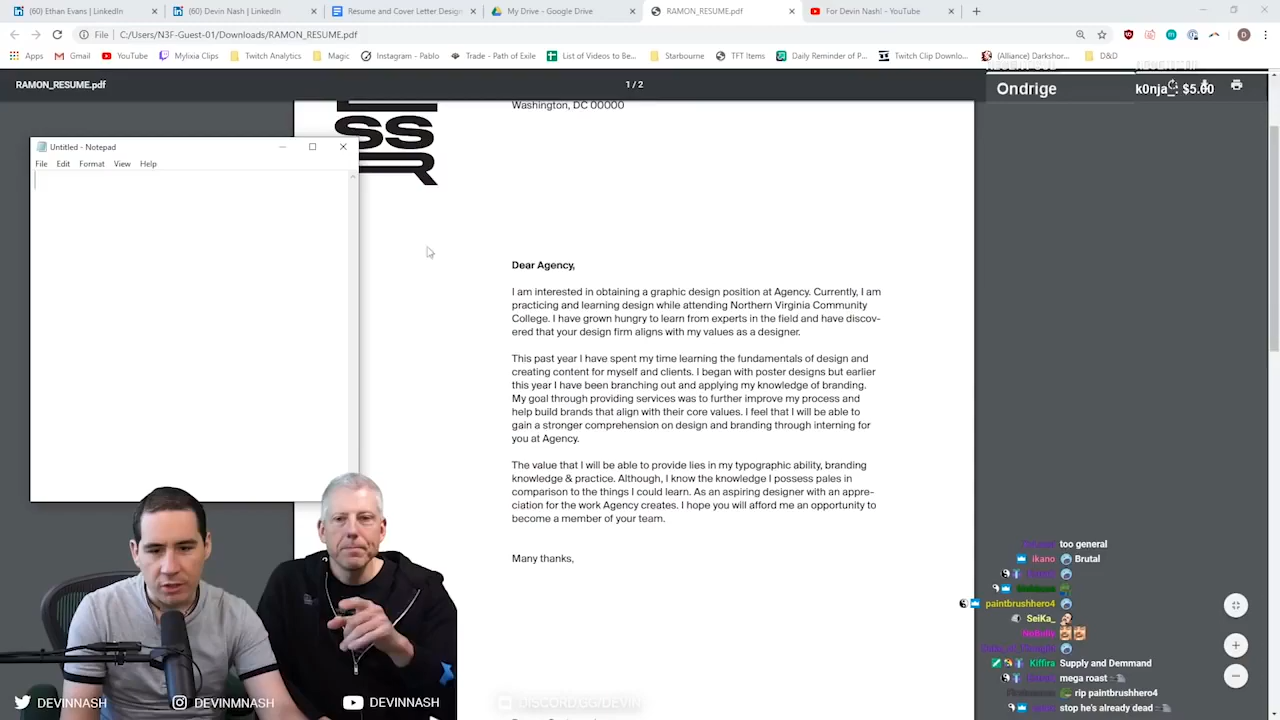 (60) Ethan Evans | LinkedIn
(60) Devin Nash | LinkedIn
Resume and Cover Letter Design
My Drive - Google Drive
RAMON_RESUME.pdf
For Devin Nash! - YouTube
File
C:/Users/N3F-Guest-01/Downloads/RAMON_RESUME.pdf
Apps
Gmail
YouTube
Mylixia Clips
Twitch Analytics
Magic
Instagram - Pablo
Trade - Path of Exile
List of Videos to Be...
Starbourne
TFT Items
Daily Reminder of P...
Twitch Clip Downlo...
(Alliance) Darkshor...
D&D
RAMON_RESUME.pdf
1 / 2
Ondrige
k0nja_: $5.00
Washington, DC 00000
SS
R
Untitled - Notepad
File Edit Format View Help
Dear Agency,
I am interested in obtaining a graphic design position at Agency. Currently, I am
practicing and learning design while attending Northern Virginia Community
College. I have grown hungry to learn from experts in the field and have discov-
ered that your design firm aligns with my values as a designer.
This past year I have spent my time learning the fundamentals of design and
creating content for myself and clients. I began with poster designs but earlier
this year I have been branching out and applying my knowledge of branding.
My goal through providing services was to further improve my process and
help build brands that align with their core values. I feel that I will be able to
gain a stronger comprehension on design and branding through interning for
you at Agency.
The value that I will be able to provide lies in my typographic ability, branding
knowledge & practice. Although, I know the knowledge I possess pales in
comparison to the things I could learn. As an aspiring designer with an appre-
ciation for the work Agency creates. I hope you will afford me an opportunity to
become a member of your team.
Many thanks,
too general
ikano Brutal
paintbrushhero4
SeiKa_
NoBully
Kiffira Supply and Demmand
mega roast
rip paintbrushhero4
stop he's already dead
DEVINNASH
DEVINMNASH
DEVINNASH
DISCORD.GG/DEVIN